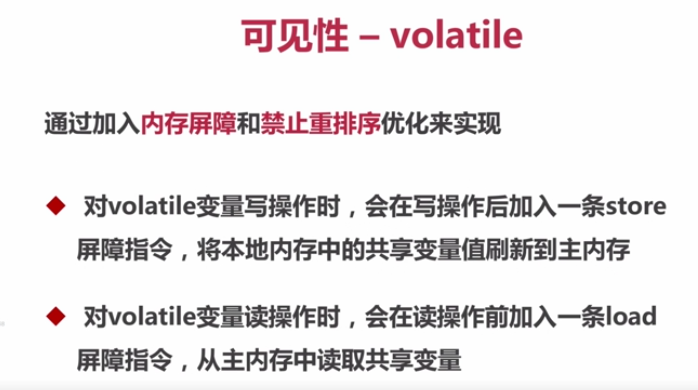 可见性 – volatile
通过加入内存屏障和禁止重排序优化来实现
对volatile变量写操作时，会在写操作后加入一条store
屏障指令，将本地内存中的共享变量值刷新到主内存
对volatile变量读操作时，会在读操作前加入一条load
屏障指令，从主内存中读取共享变量